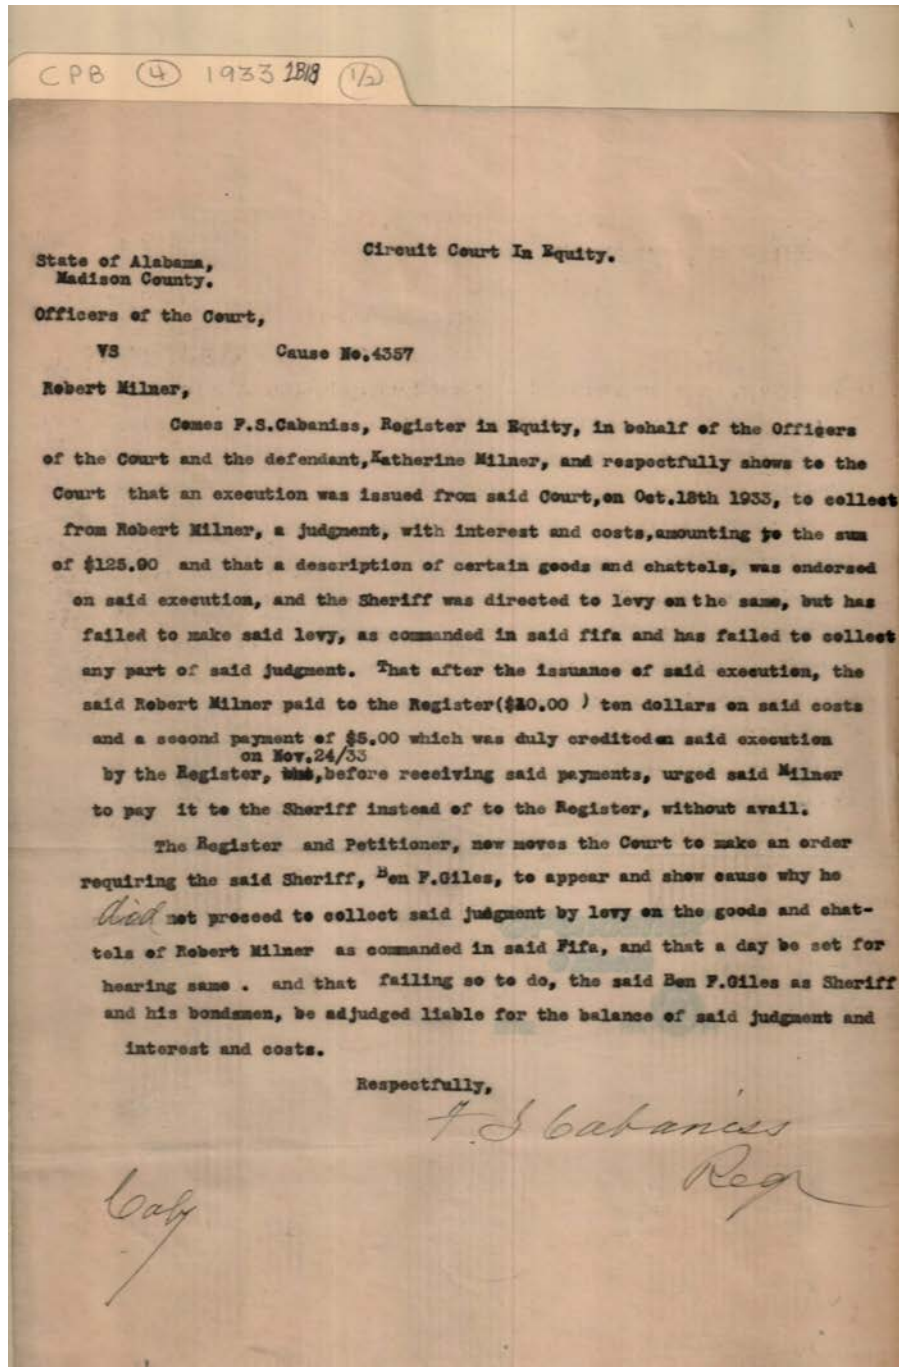 CPB (4) 1933 1818 (1/2)
Circuit Court In Equity.
State of Alabama,
Madison County.
Officers of the Court,
VS Cause No.4357
Robert Milner,
Comes F.S.Cabaniss, Register in Equity, in behalf of the Officers
of the Court and the defendant,Katherine Milner, and respectfully shows to the
Court that an execution was issued from said Court,on Oct.18th 1933, to collect
from Robert Milner, a judgment, with interest and costs,amounting to the sum
of $125.90 and that a description of certain goods and chattels, was endorsed
on said execution, and the Sheriff was directed to levy on the same, but has
failed to make said levy, as commanded in said fifa and has failed to collect
any part of said judgment. That after the issuance of said execution, the
said Robert Milner paid to the Register($10.00 ) ten dollars on said costs
and a second payment of $5.00 which was duly creditedon said execution
on Nov.24/33
by the Register, ,before receiving said payments, urged said Milner
to pay it to the Sheriff instead of to the Register, without avail.
The Register and Petitioner, now moves the Court to make an order
requiring the said Sheriff, Ben F.Giles, to appear and show cause why he
did not proceed to collect said judgment by levy on the goods and chat-
tels of Robert Milner as commanded in said Fifa, and that a day be set for
hearing same . and that failing so to do, the said Ben F.Giles as Sheriff
and his bondsmen, be adjudged liable for the balance of said judgment and
interest and costs.
Respectfully,
F. S Cabaniss
Regr